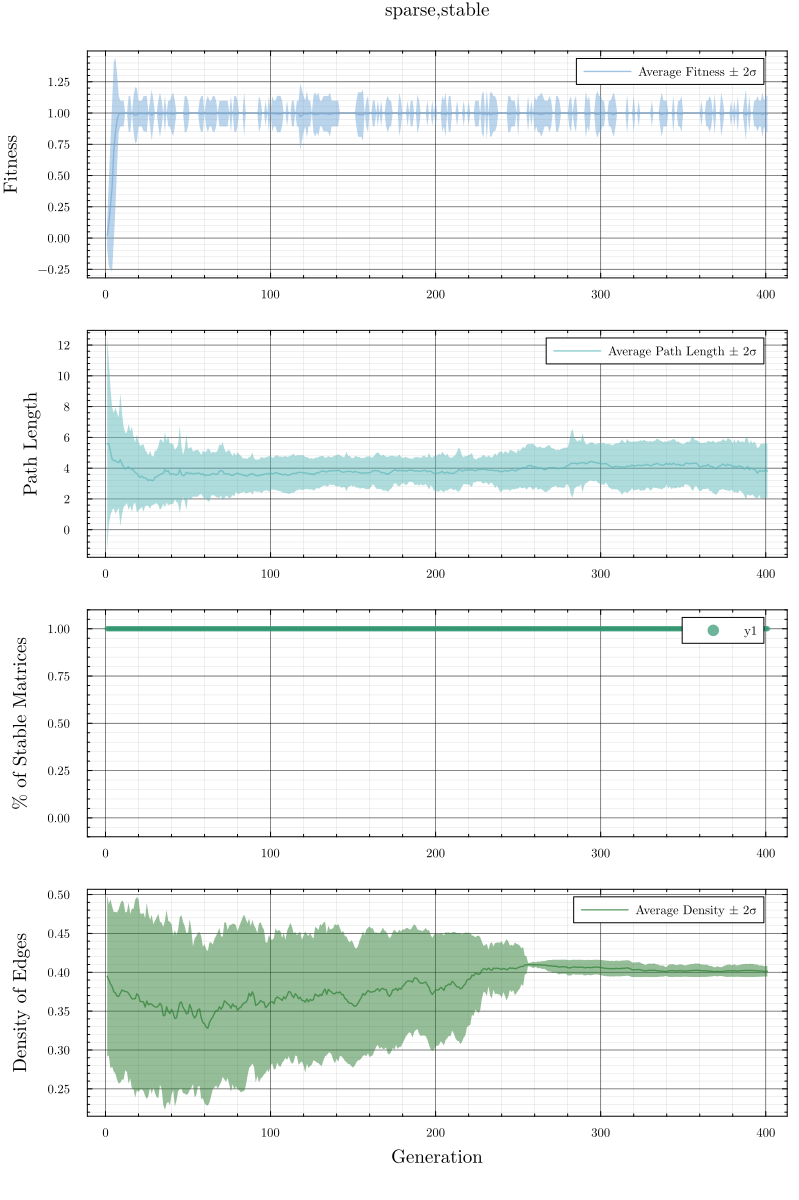 sparse,stable
Fitness
1.25
1.00
0.75
0.50
0.25
0.00
−0.25
Average Fitness ± 2σ
0 100 200 300 400
Path Length
12
10
8
6
4
2
0
Average Path Length ± 2σ
0 100 200 300 400
% of Stable Matrices
1.00
0.75
0.50
0.25
0.00
y1
0 100 200 300 400
Density of Edges
0.50
0.45
0.40
0.35
0.30
0.25
Average Density ± 2σ
0 100 200 300 400
Generation